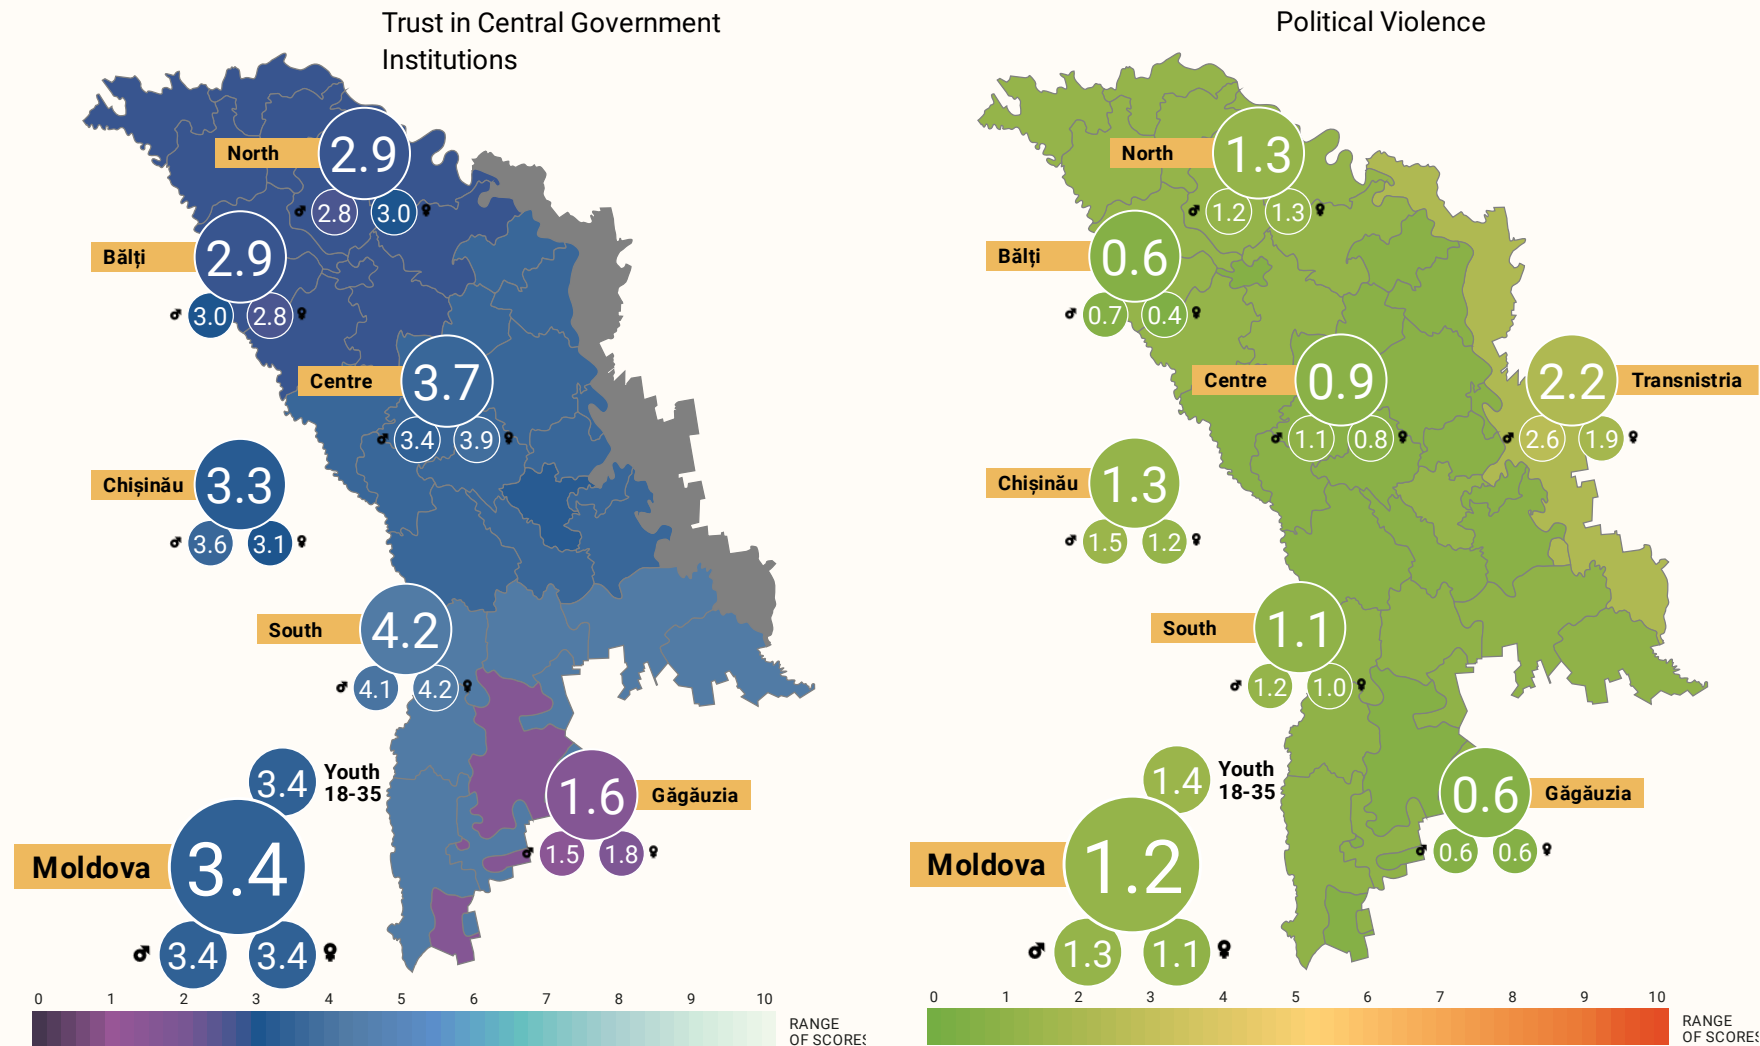 Trust in Central Government
Institutions
North
2.9
♂ 2.8 3.0 ♀
Bălți
2.9
♂ 3.0 2.8 ♀
Centre
3.7
♂ 3.4 3.9 ♀
Chișinău
3.3
♂ 3.6 3.1 ♀
South
4.2
♂ 4.1 4.2 ♀
Găgăuzia
1.6
♂ 1.5 1.8 ♀
3.4
Youth
18-35
Moldova
3.4
♂ 3.4 3.4 ♀
0 1 2 3 4 5 6 7 8 9 10
RANGE
OF SCORES
Political Violence
North
1.3
♂ 1.2 1.3 ♀
Bălți
0.6
♂ 0.7 0.4 ♀
Centre
0.9
♂ 1.1 0.8 ♀
2.2
Transnistria
♂ 2.6 1.9 ♀
Chișinău
1.3
♂ 1.5 1.2 ♀
South
1.1
♂ 1.2 1.0 ♀
0.6
Găgăuzia
♂ 0.6 0.6 ♀
1.4
Youth
18-35
Moldova
1.2
♂ 1.3 1.1 ♀
0 1 2 3 4 5 6 7 8 9 10
RANGE
OF SCORES